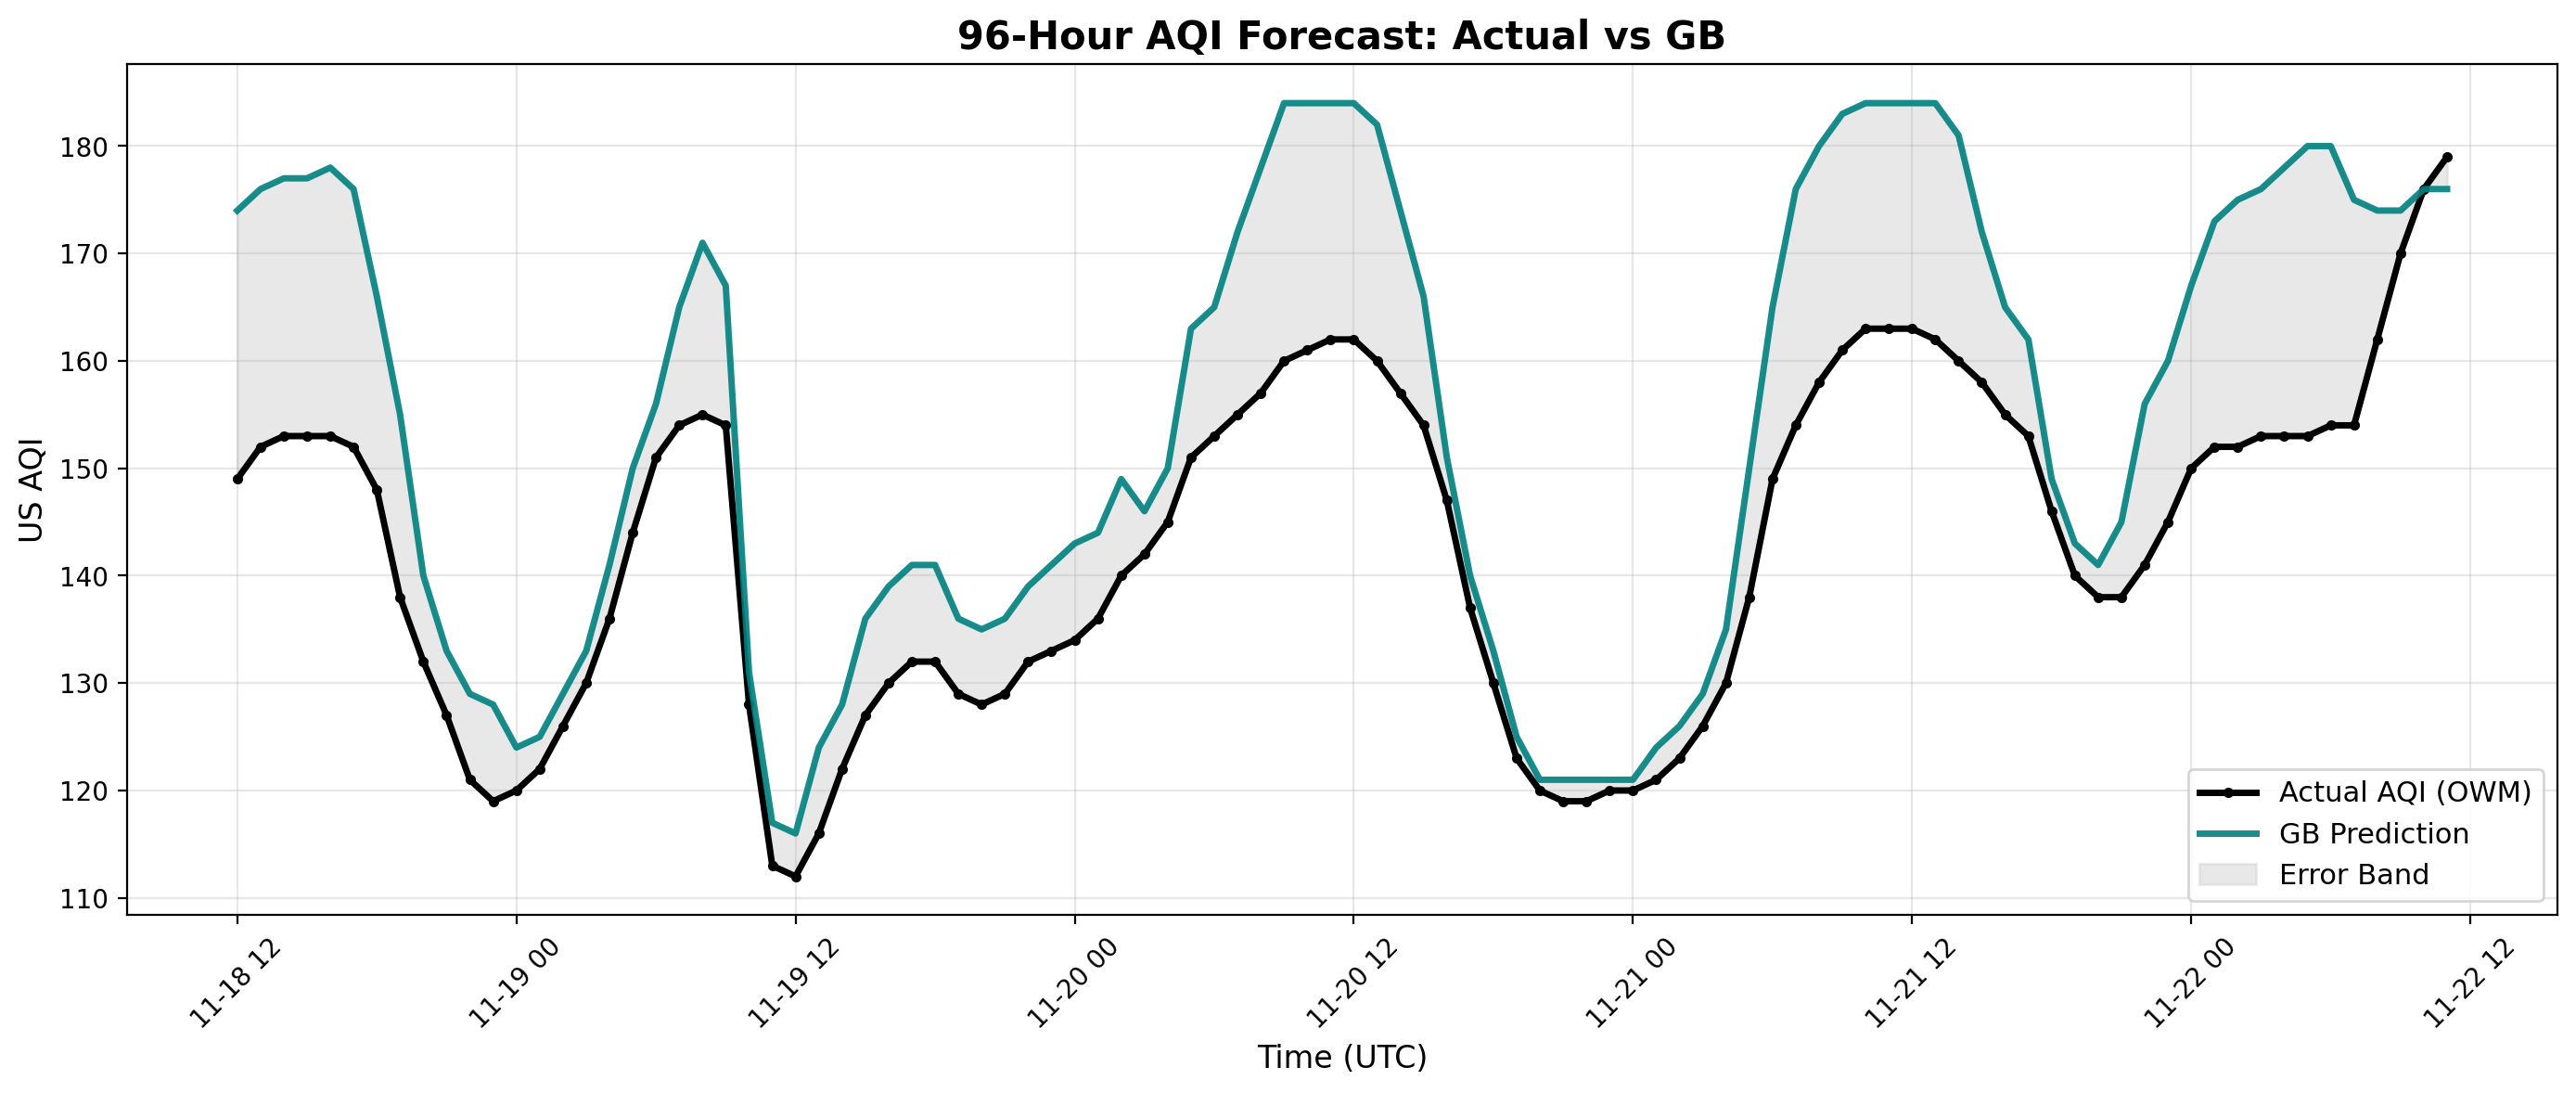 96-Hour AQI Forecast: Actual vs GB
US AQI
180
170
160
150
140
130
120
110
Actual AQI (OWM)
GB Prediction
Error Band
11-18 12
11-19 00
11-19 12
11-20 00
11-20 12
11-21 00
11-21 12
11-22 00
11-22 12
Time (UTC)